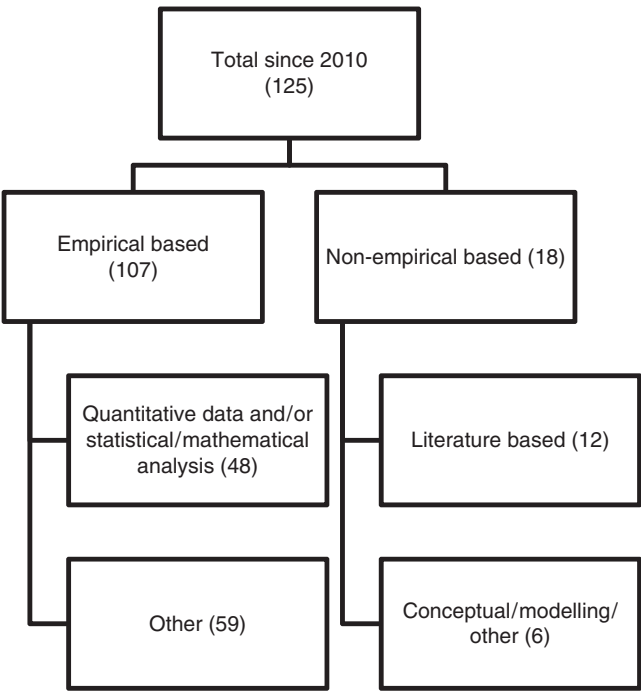 Total since 2010
(125)
Empirical based
(107)
Non-empirical based (18)
Quantitative data and/or
statistical/mathematical
analysis (48)
Literature based (12)
Other (59)
Conceptual/modelling/
other (6)